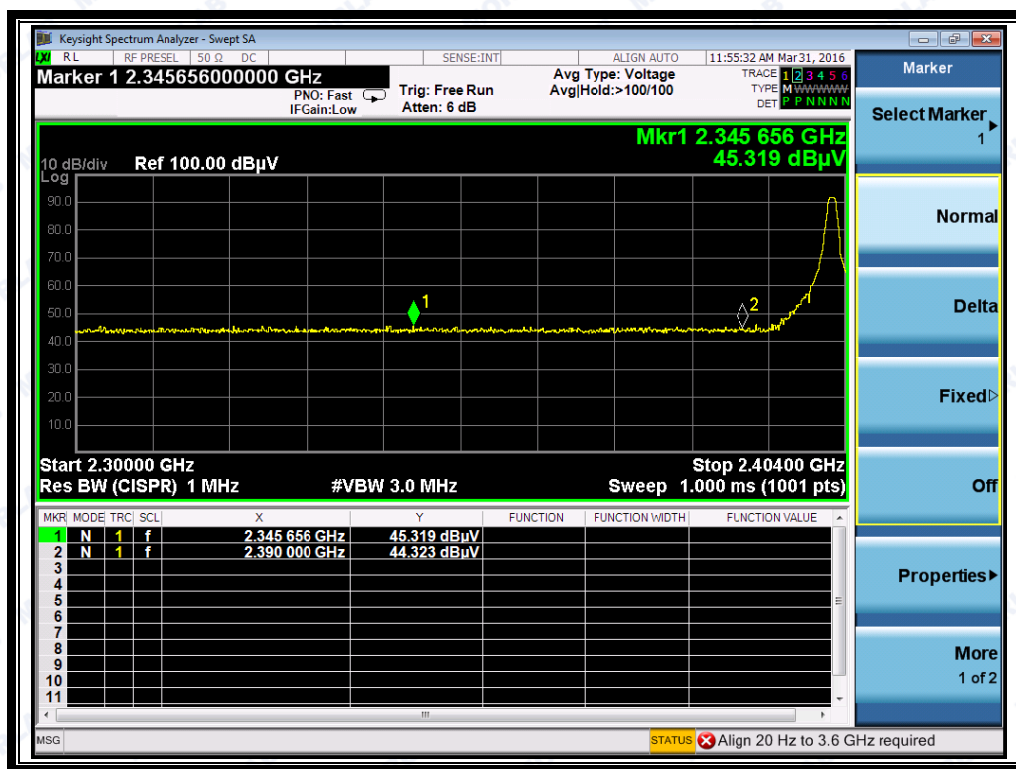 Keysight Spectrum Analyzer - Swept SA
LXI RL RF PRESEL 50 Ω DC SENSE:INT ALIGN AUTO 11:55:32 AM Mar 31, 2016
Marker 1 2.345656000000 GHz
PNO: Fast
IFGain:Low
Trig: Free Run
Atten: 6 dB
Avg Type: Voltage
Avg|Hold:>100/100
TRACE 1 2 3 4 5 6
TYPE M WWWWW
DET P P N N N N
Mkr1 2.345 656 GHz
45.319 dBµV
10 dB/div Ref 100.00 dBµV
Log
90.0
80.0
70.0
60.0
50.0
40.0
30.0
20.0
10.0
1
2
Start 2.30000 GHz Stop 2.40400 GHz
Res BW (CISPR) 1 MHz #VBW 3.0 MHz Sweep 1.000 ms (1001 pts)
MKR MODE TRC SCL X Y FUNCTION FUNCTION WIDTH FUNCTION VALUE
1 N 1 f 2.345 656 GHz 45.319 dBµV
2 N 1 f 2.390 000 GHz 44.323 dBµV
3
4
5
6
7
8
9
10
11
MSG STATUS Align 20 Hz to 3.6 GHz required
Marker
Select Marker
1
Normal
Delta
Fixed
Off
Properties
More
1 of 2